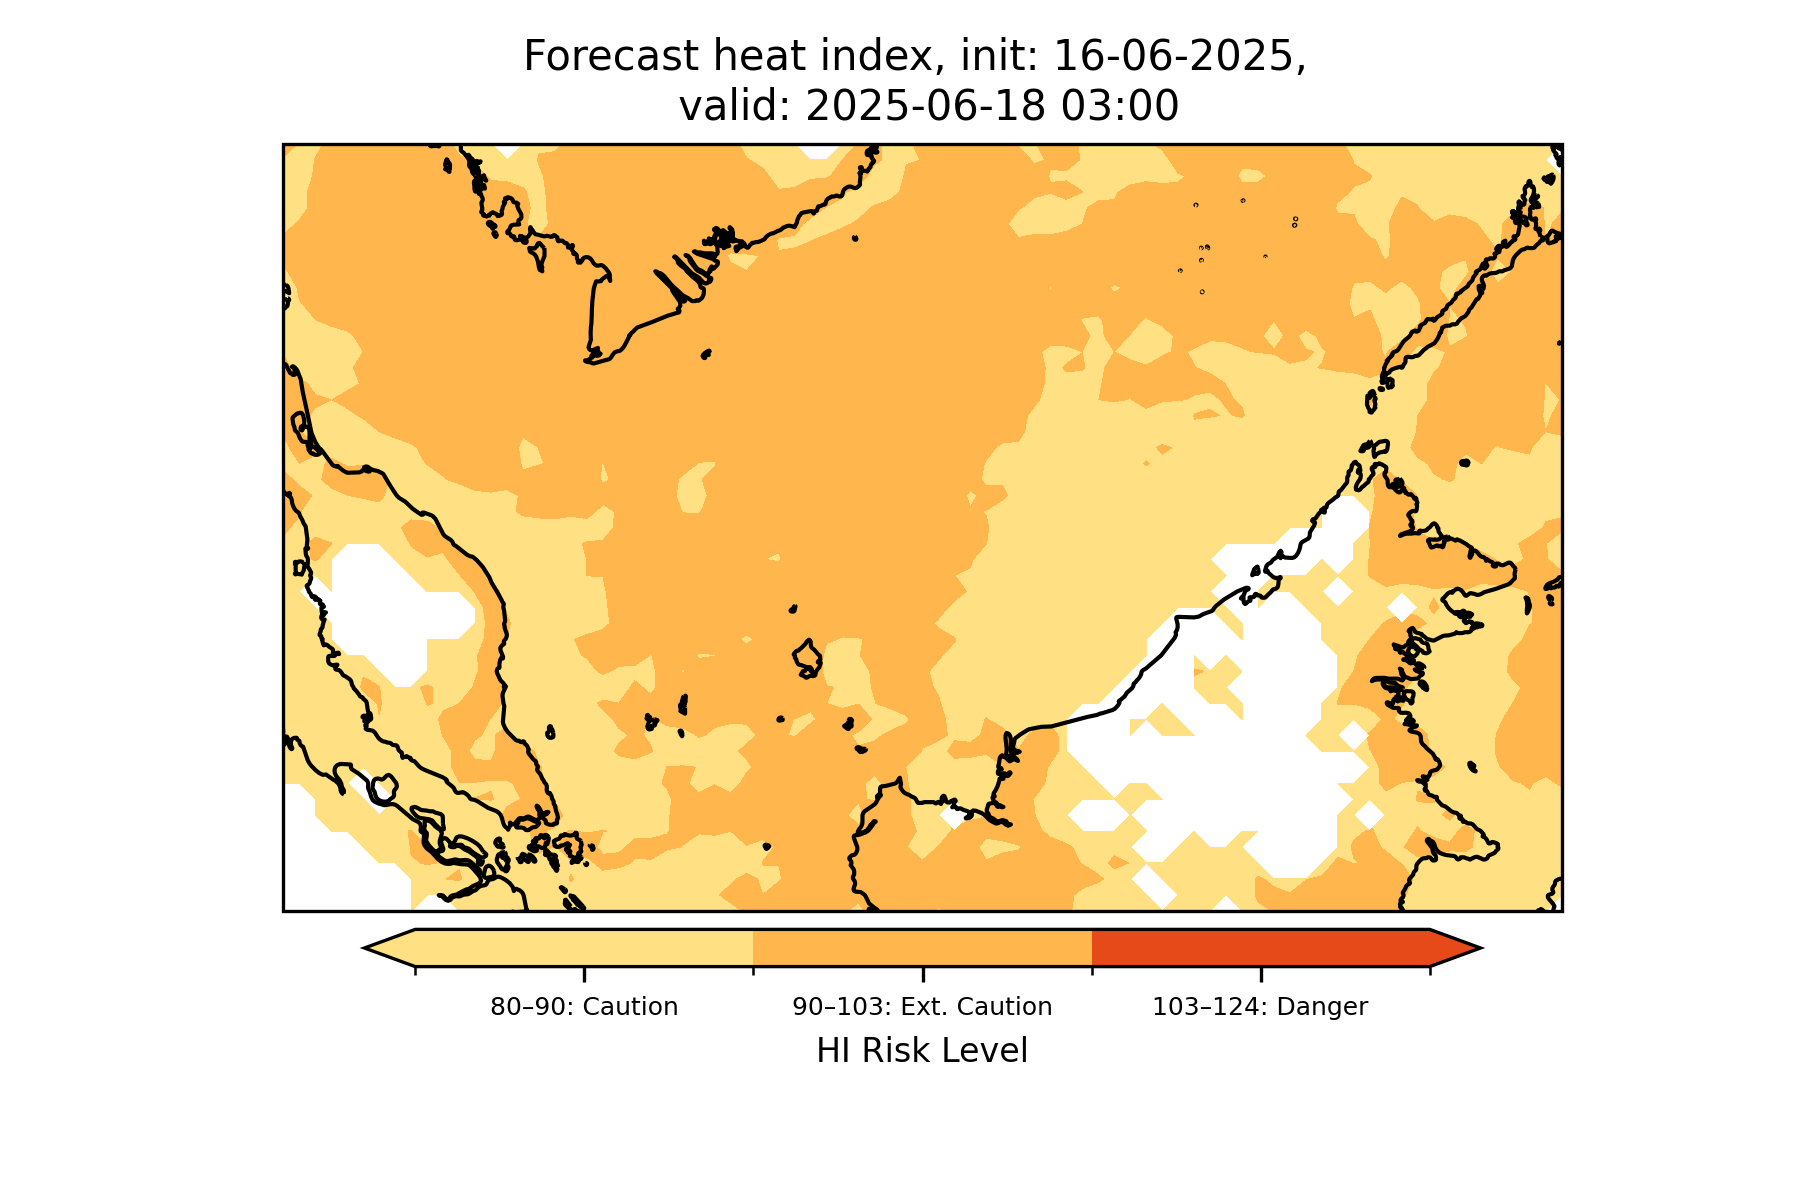 Forecast heat index, init: 16-06-2025,
valid: 2025-06-18 03:00
80–90: Caution
90–103: Ext. Caution
103–124: Danger
HI Risk Level